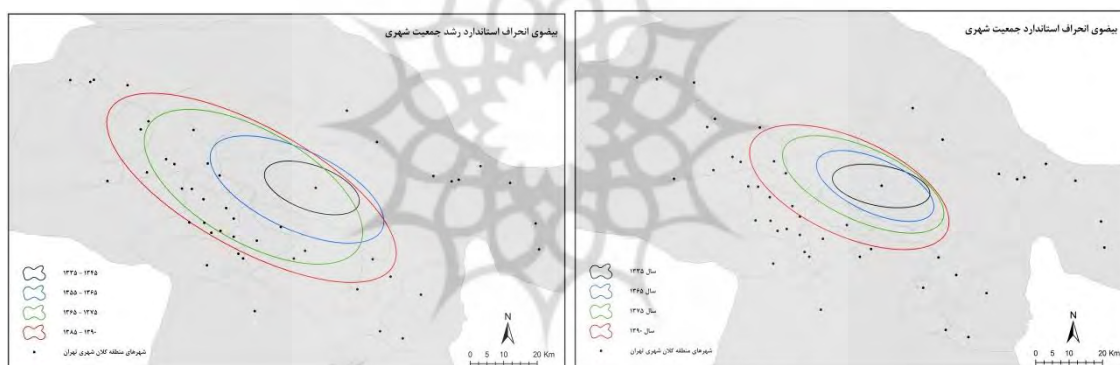 بیضوی انحراف استاندارد جمعیت شهری
سال ۱۳۳۵
سال ۱۳۶۵
سال ۱۳۷۵
سال ۱۳۹۰
شهرهای منطقه کلان شهری تهران
N
0 5 10 20 Km
بیضوی انحراف استاندارد رشد جمعیت شهری
۱۳۳۵ - ۱۳۴۵
۱۳۵۵ - ۱۳۶۵
۱۳۶۵ - ۱۳۷۵
۱۳۸۵ - ۱۳۹۰
شهرهای منطقه کلان شهری تهران
N
0 5 10 20 Km